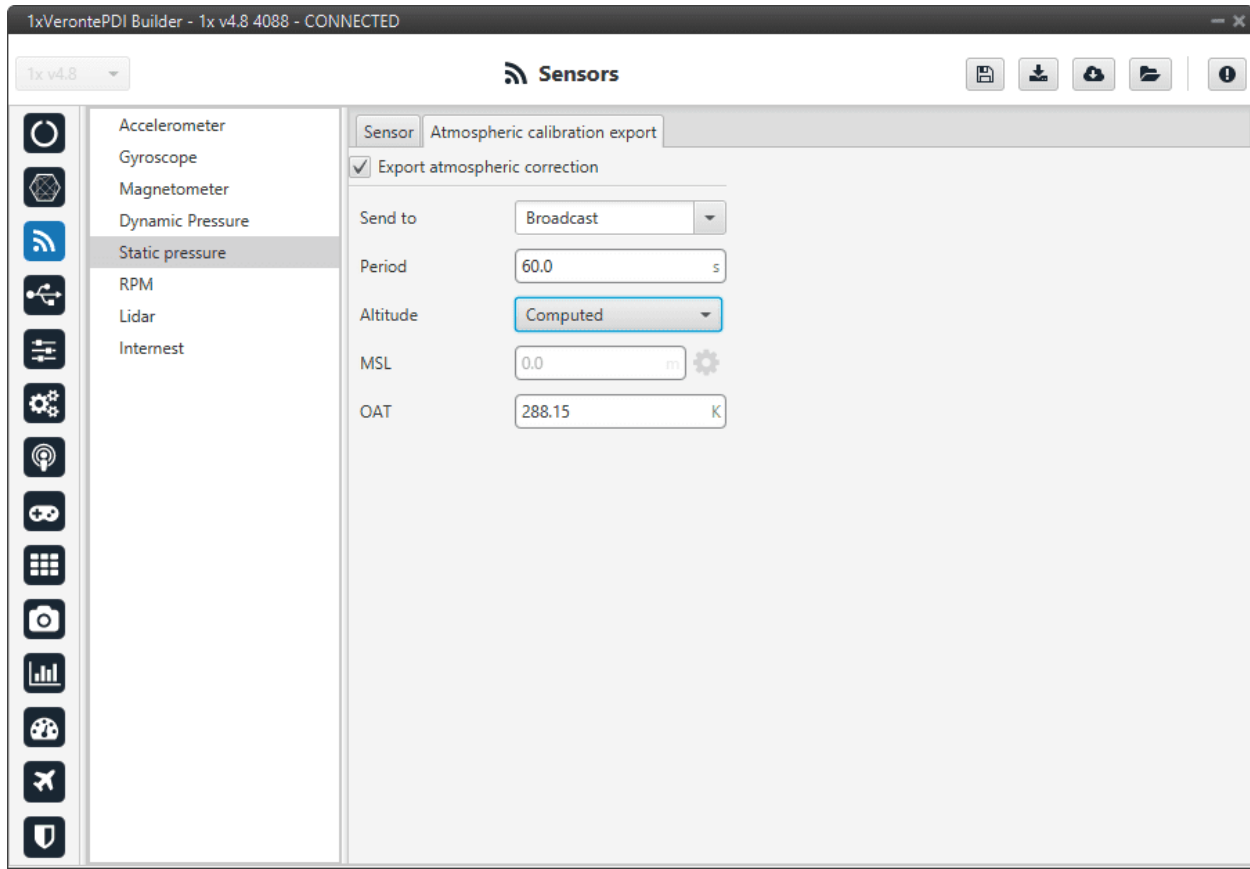 1xVerontePDI Builder - 1x v4.8 4088 - CONNECTED
1x v4.8
Sensors
Accelerometer
Gyroscope
Magnetometer
Dynamic Pressure
Static pressure
RPM
Lidar
Internest
Sensor
Atmospheric calibration export
Export atmospheric correction
Send to Broadcast
Period 60.0 s
Altitude Computed
MSL 0.0 m
OAT 288.15 K